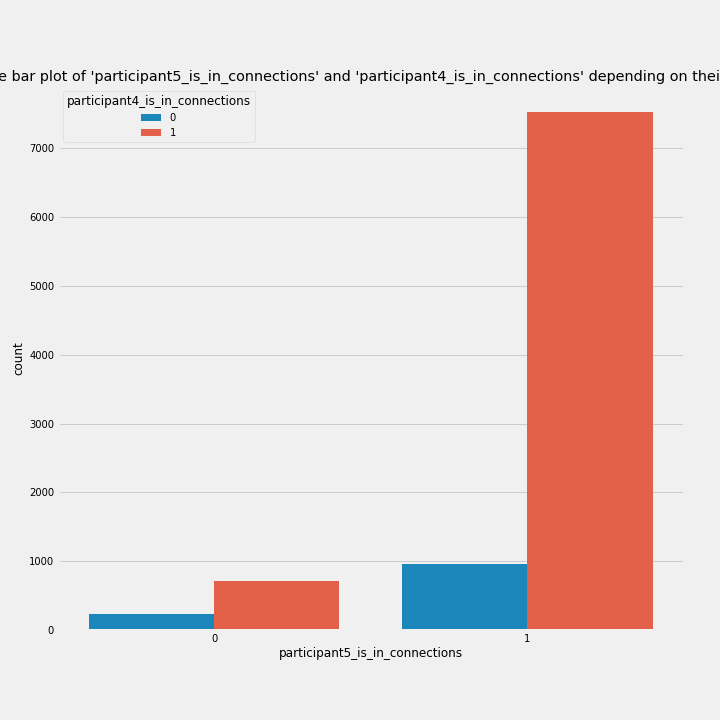 e bar plot of 'participant5_is_in_connections' and 'participant4_is_in_connections' depending on thei
participant4_is_in_connections
0
1
7000
6000
5000
4000
3000
2000
1000
0
count
0 1
participant5_is_in_connections